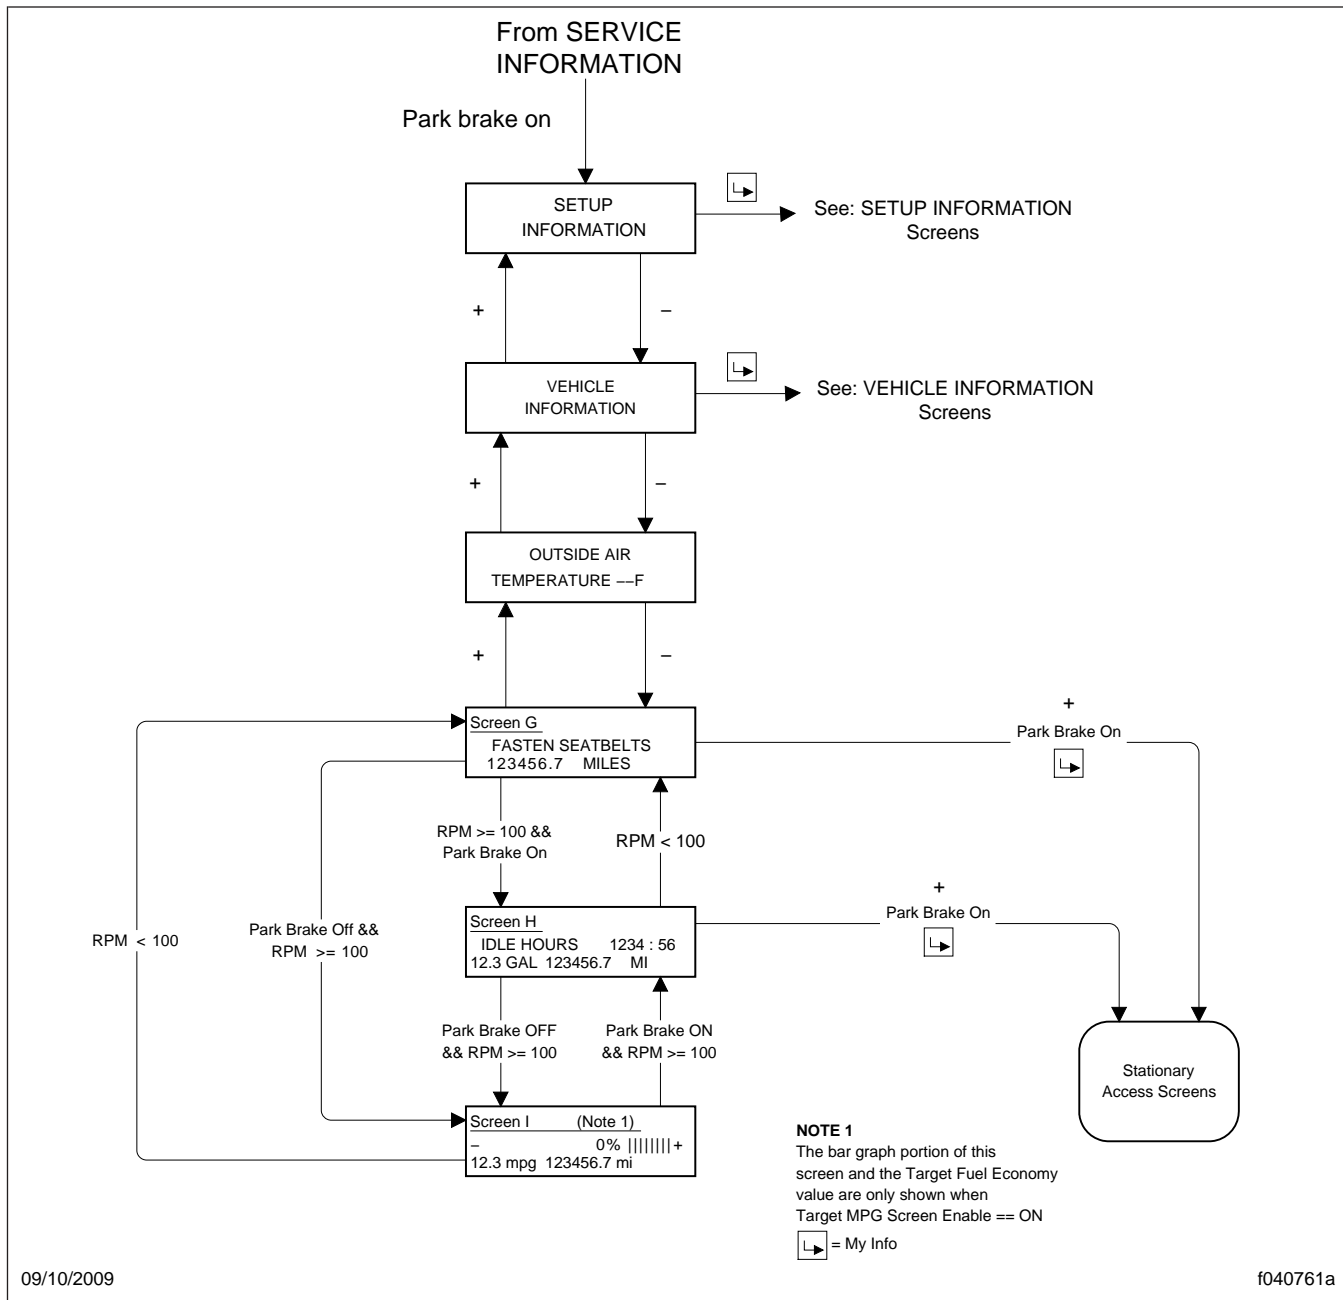 From SERVICE
INFORMATION
Park brake on
SETUP
INFORMATION
See: SETUP INFORMATION
Screens
+
–
VEHICLE
INFORMATION
See: VEHICLE INFORMATION
Screens
+
–
OUTSIDE AIR
TEMPERATURE ––F
+
–
Screen G
FASTEN SEATBELTS
123456.7 MILES
+
Park Brake On
RPM >= 100 &&
Park Brake On
RPM < 100
Screen H
IDLE HOURS 1234 : 56
12.3 GAL 123456.7 MI
+
Park Brake On
RPM < 100
Park Brake Off &&
RPM >= 100
Park Brake OFF
&& RPM >= 100
Park Brake ON
&& RPM >= 100
Stationary
Access Screens
Screen I (Note 1)
– 0% ||||||||+
12.3 mpg 123456.7 mi
NOTE 1
The bar graph portion of this
screen and the Target Fuel Economy
value are only shown when
Target MPG Screen Enable == ON
= My Info
09/10/2009
f040761a